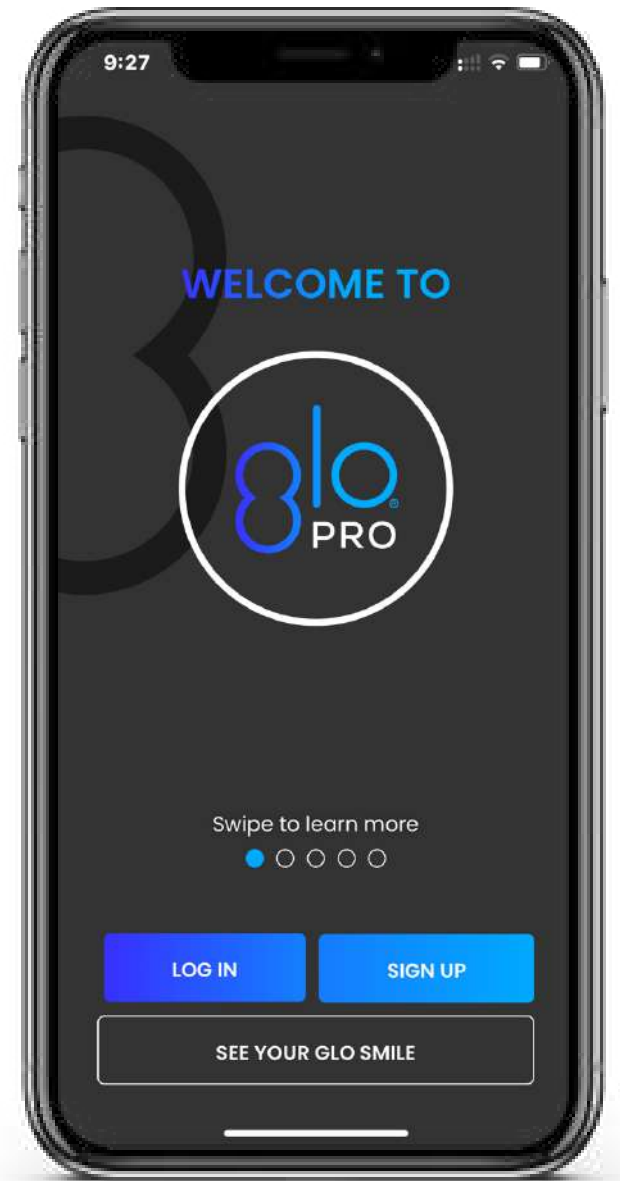 9:27
WELCOME TO
glo®
PRO
Swipe to learn more
LOG IN
SIGN UP
SEE YOUR GLO SMILE